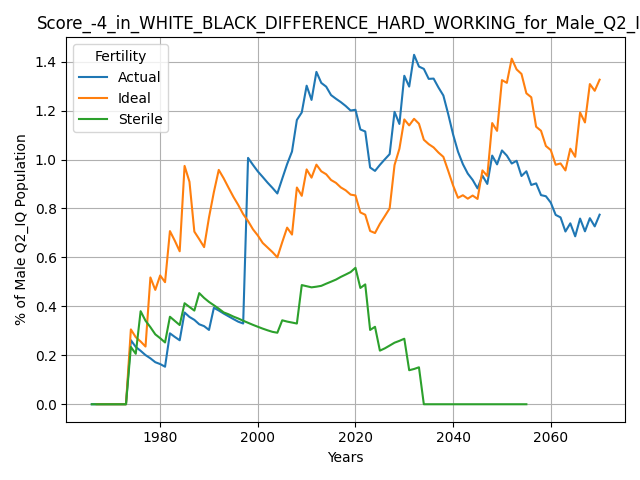 Score_-4_in_WHITE_BLACK_DIFFERENCE_HARD_WORKING_for_Male_Q2_I
Fertility
Actual
Ideal
Sterile
% of Male Q2_IQ Population
1.4
1.2
1.0
0.8
0.6
0.4
0.2
0.0
1980 2000 2020 2040 2060
Years